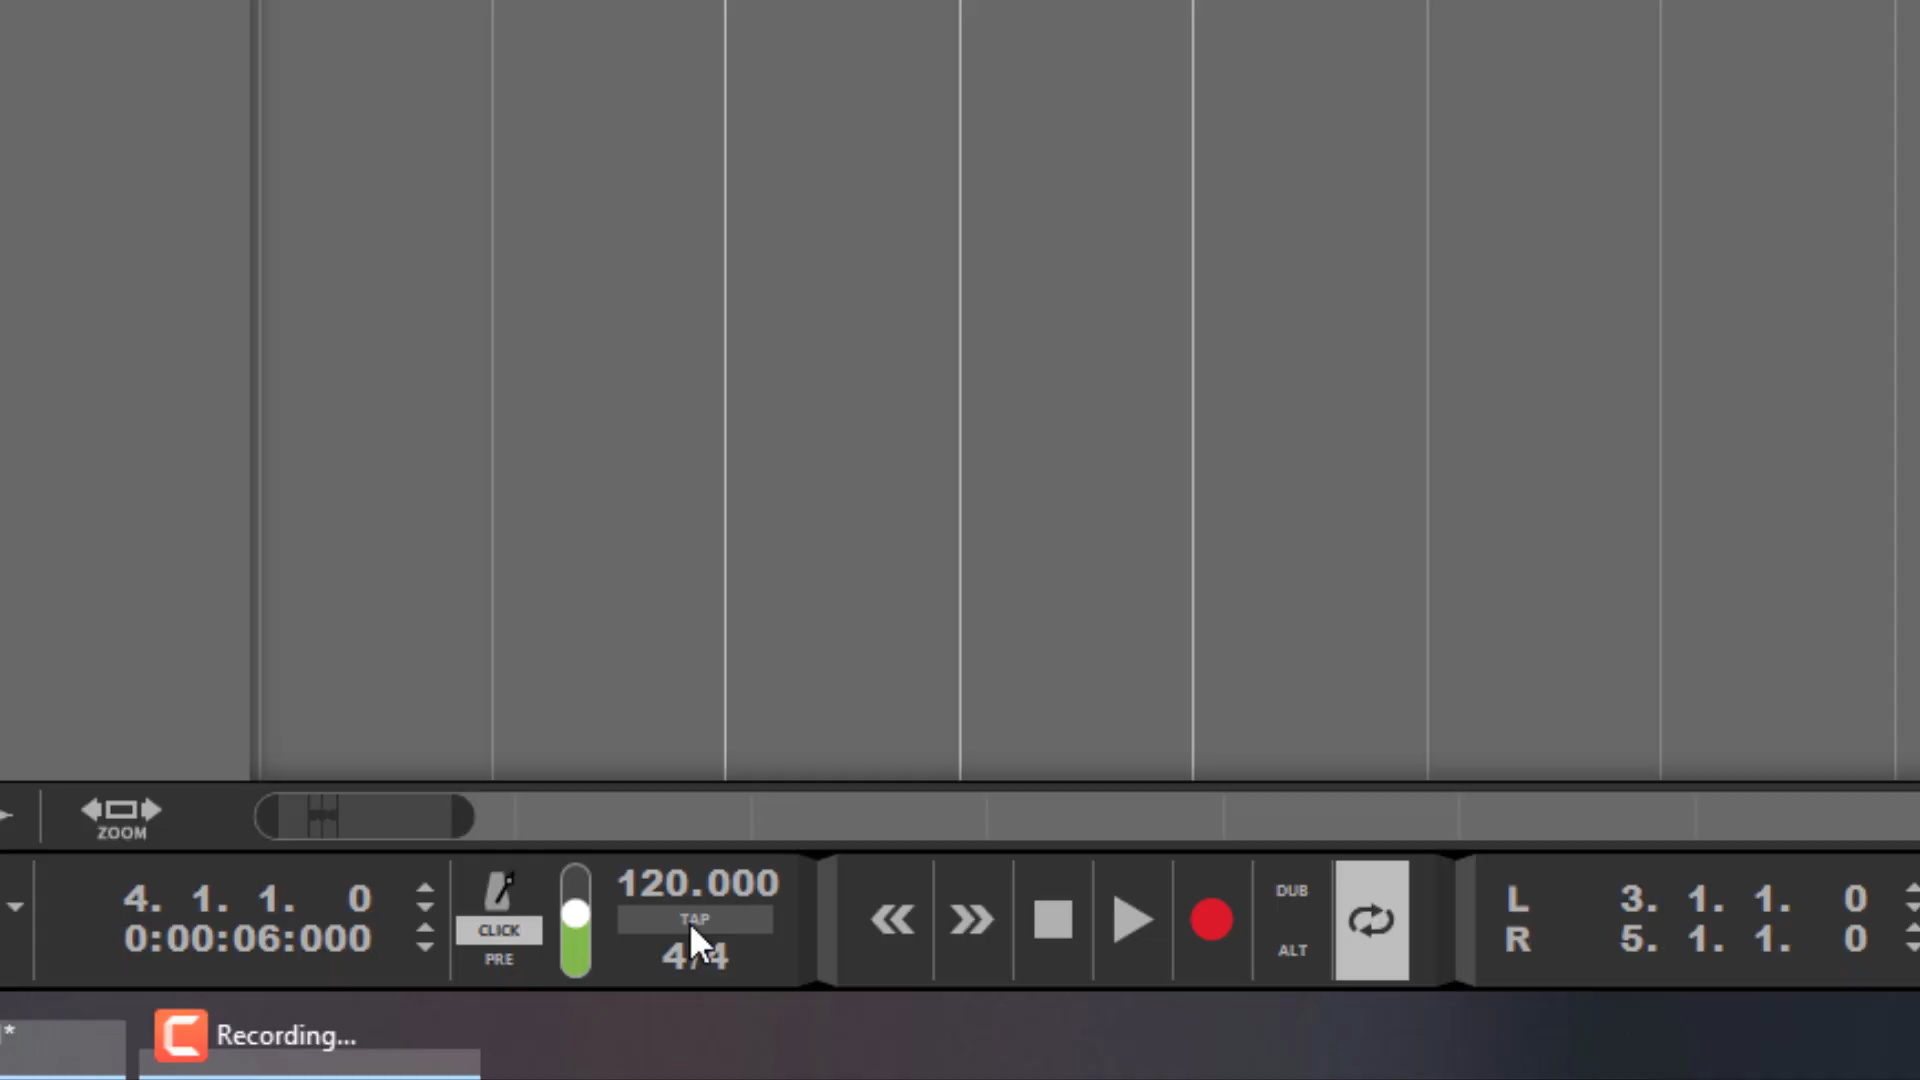 ZOOM
4. 1. 1. 0
0:00:06:000
CLICK
PRE
120.000
TAP
4/4
DUB
ALT
L 3. 1. 1. 0
R 5. 1. 1. 0
*
Recording...